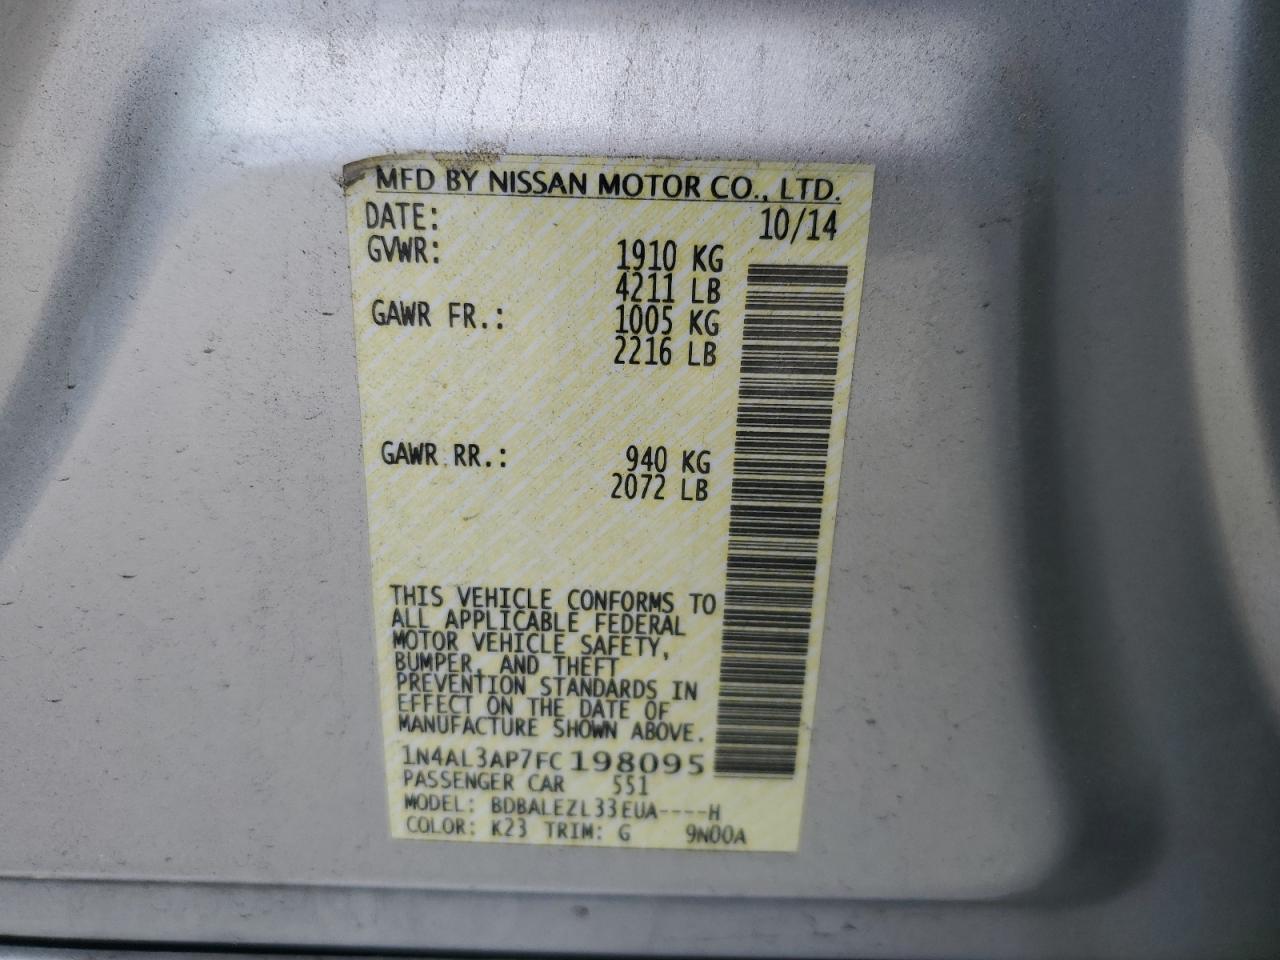 MFD BY NISSAN MOTOR CO., LTD.
DATE: 10/14
GVWR: 1910 KG
4211 LB
GAWR FR.: 1005 KG
2216 LB
GAWR RR.: 940 KG
2072 LB
THIS VEHICLE CONFORMS TO
ALL APPLICABLE FEDERAL
MOTOR VEHICLE SAFETY,
BUMPER, AND THEFT
PREVENTION STANDARDS IN
EFFECT ON THE DATE OF
MANUFACTURE SHOWN ABOVE.
1N4AL3AP7FC198095
PASSENGER CAR 551
MODEL: BDBALEZL33EUA----H
COLOR: K23 TRIM: G 9N00A